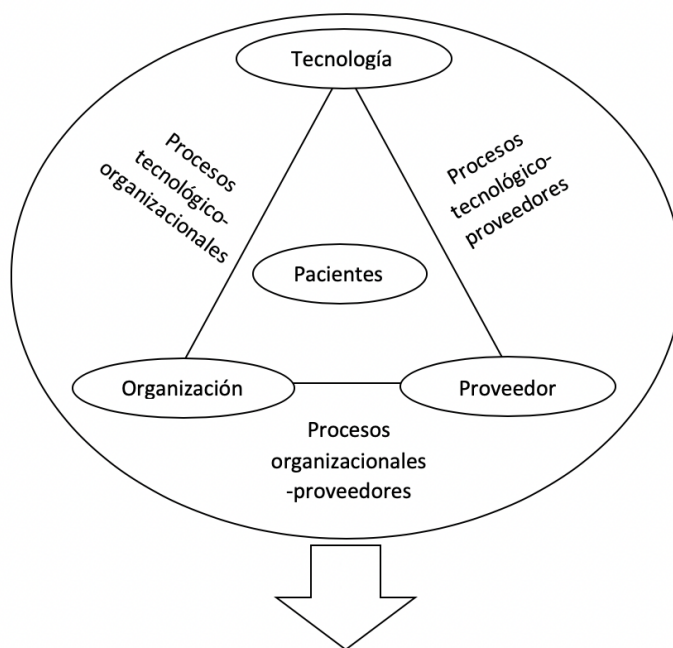 Tecnología
Procesos
tecnológico-
organizacionales
Procesos
tecnológico-
proveedores
Pacientes
Organización
Proveedor
Procesos
organizacionales
-proveedores